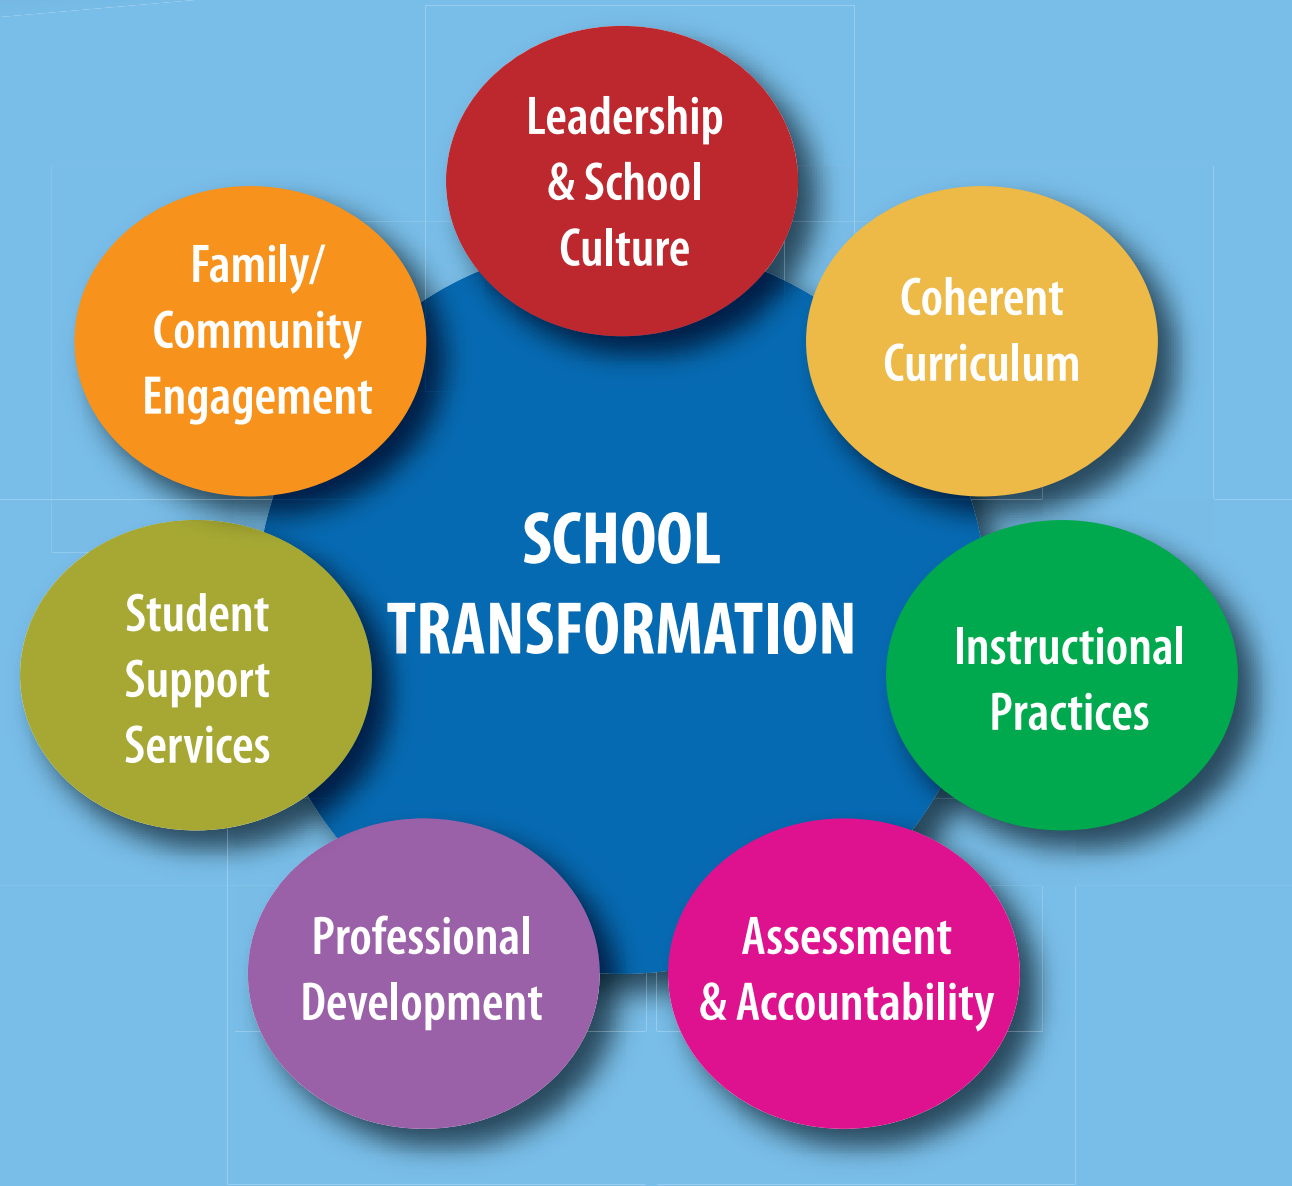 Leadership
& School
Culture
Coherent
Curriculum
Instructional
Practices
Assessment
& Accountability
Professional
Development
Student
Support
Services
Family/
Community
Engagement
SCHOOL
TRANSFORMATION